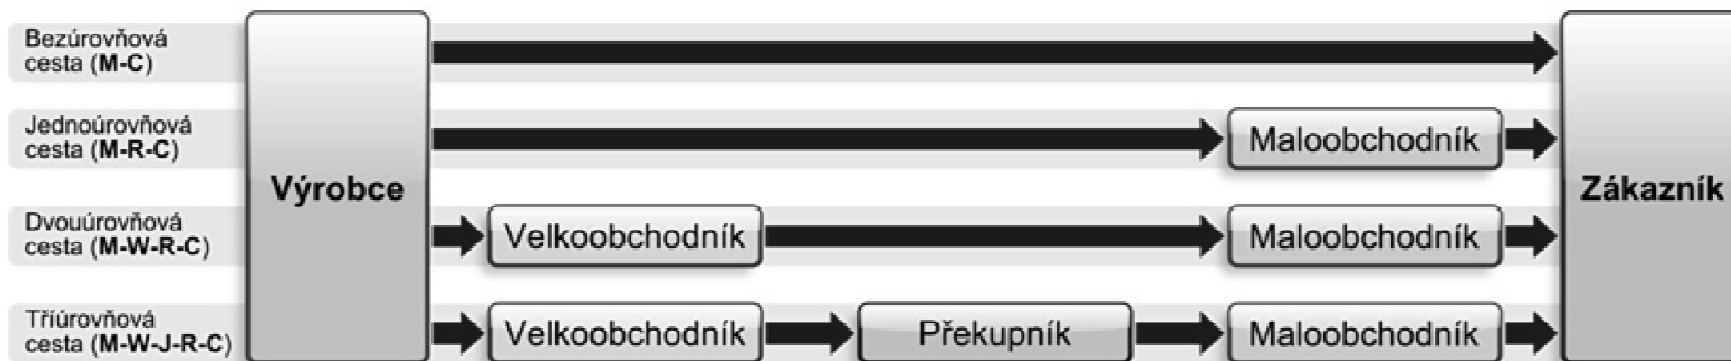 Bezúrovňová
cesta (M-C)
Jednoúrovňová
cesta (M-R-C)
Maloobchodník
Výrobce
Zákazník
Dvouúrovňová
cesta (M-W-R-C)
Velkoobchodník
Maloobchodník
Tříúrovňová
cesta (M-W-J-R-C)
Velkoobchodník
Překupník
Maloobchodník